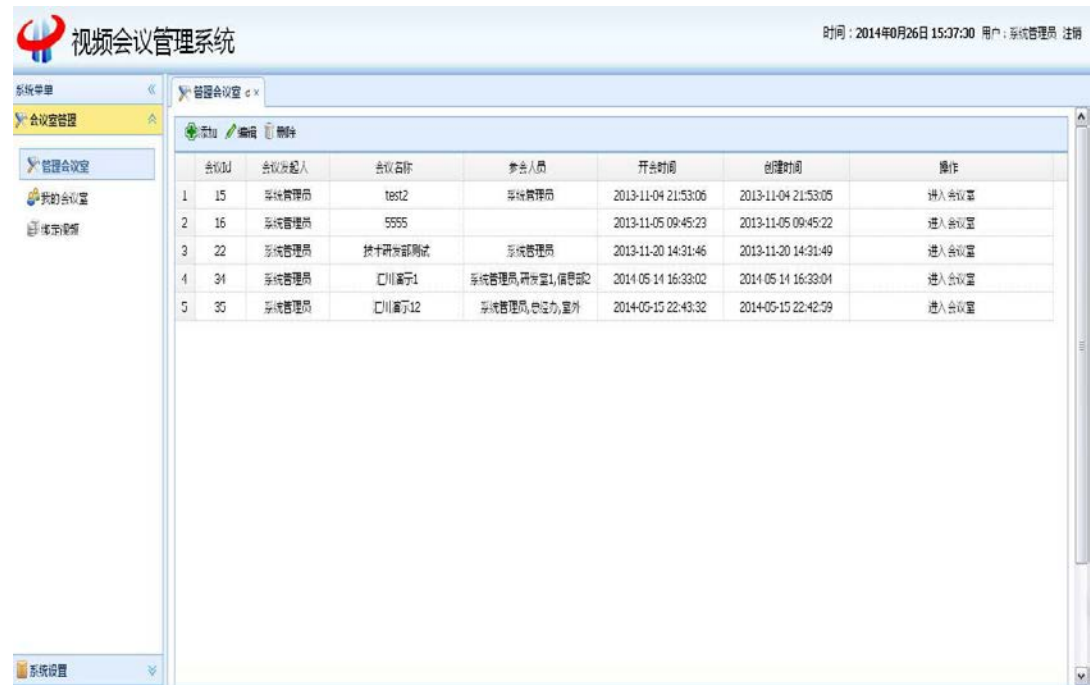 视频会议管理系统
时间：2014年0月26日 15:37:30 用户：系统管理员 注销
系统菜单
会议室管理
管理会议室
我的会议室
管理会议室
添加 编辑 删除
会议Id 会议发起人 会议名称 参会人员 开会时间 创建时间 操作
1 15 系统管理员 test2 系统管理员 2013-11-04 21:53:06 2013-11-04 21:53:05 进入会议室
2 16 系统管理员 5555 2013-11-05 09:45:23 2013-11-05 09:45:22 进入会议室
3 22 系统管理员 技术研发部测试 系统管理员 2013-11-20 14:31:46 2013-11-20 14:31:49 进入会议室
4 34 系统管理员 汇川演示1 系统管理员,研发室1,信息部2 2014-05-14 16:33:02 2014-05-14 16:33:04 进入会议室
5 35 系统管理员 汇川演示12 系统管理员,总经办,室外 2014-05-15 22:43:32 2014-05-15 22:42:59 进入会议室
系统设置